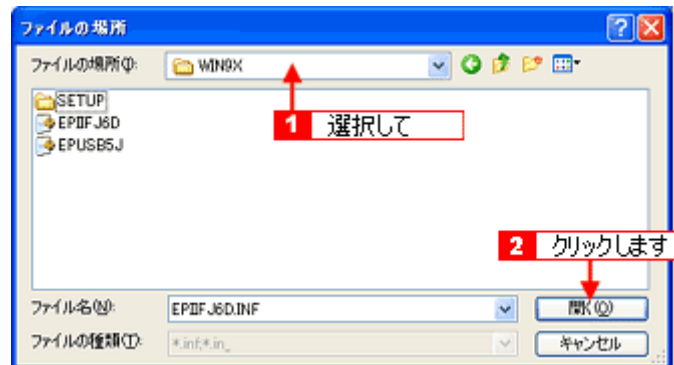 ファイルの場所
ファイルの場所(I):
WIN9X
SETUP
EPIIFJ6D
EPUSB5J
1 選択して
2 クリックします
ファイル名(N):
EPIIFJ6D.INF
開く(O)
ファイルの種類(T):
*.inf;*.in_
キャンセル